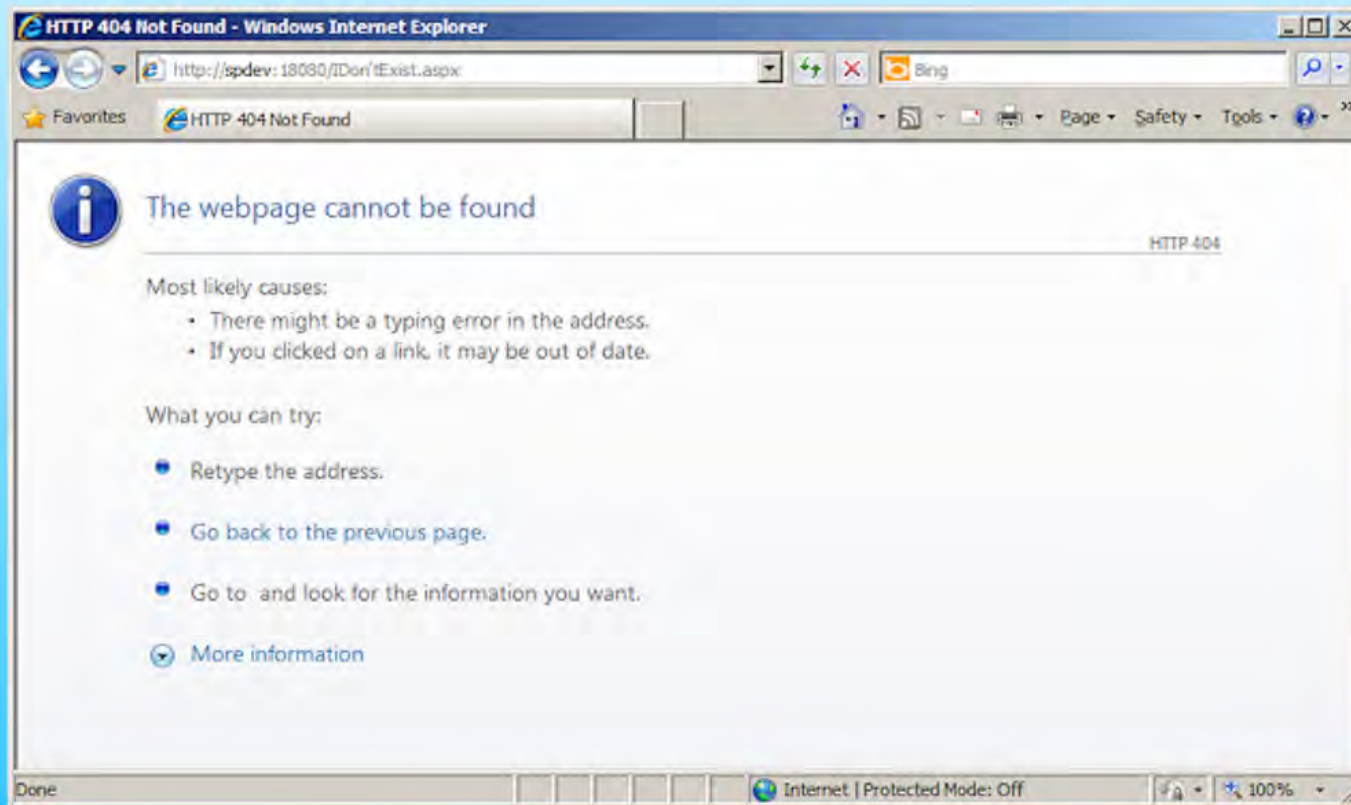 HTTP 404 Not Found - Windows Internet Explorer
http://spdev:18080/IDon'tExist.aspx
Bing
Favorites
HTTP 404 Not Found
Page
Safety
Tools
The webpage cannot be found
HTTP 404
Most likely causes:
• There might be a typing error in the address.
• If you clicked on a link, it may be out of date.
What you can try:
Retype the address.
Go back to the previous page.
Go to and look for the information you want.
More information
Done
Internet | Protected Mode: Off
100%